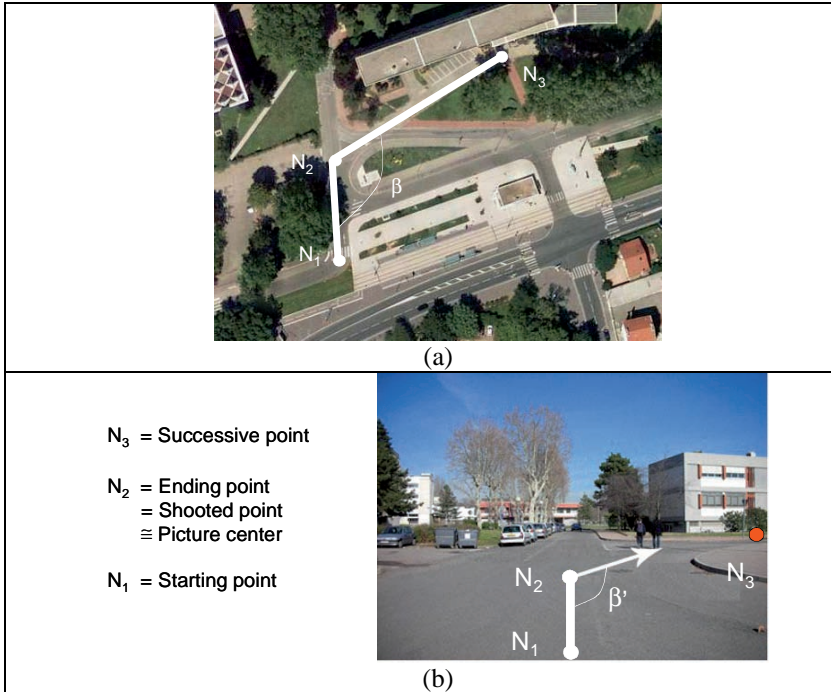 N₃
N₂
β
N₁
(a)
N₃ = Successive point
N₂ = Ending point
= Shooted point
≅ Picture center
N₁ = Starting point
N₂
N₃
β’
N₁
(b)